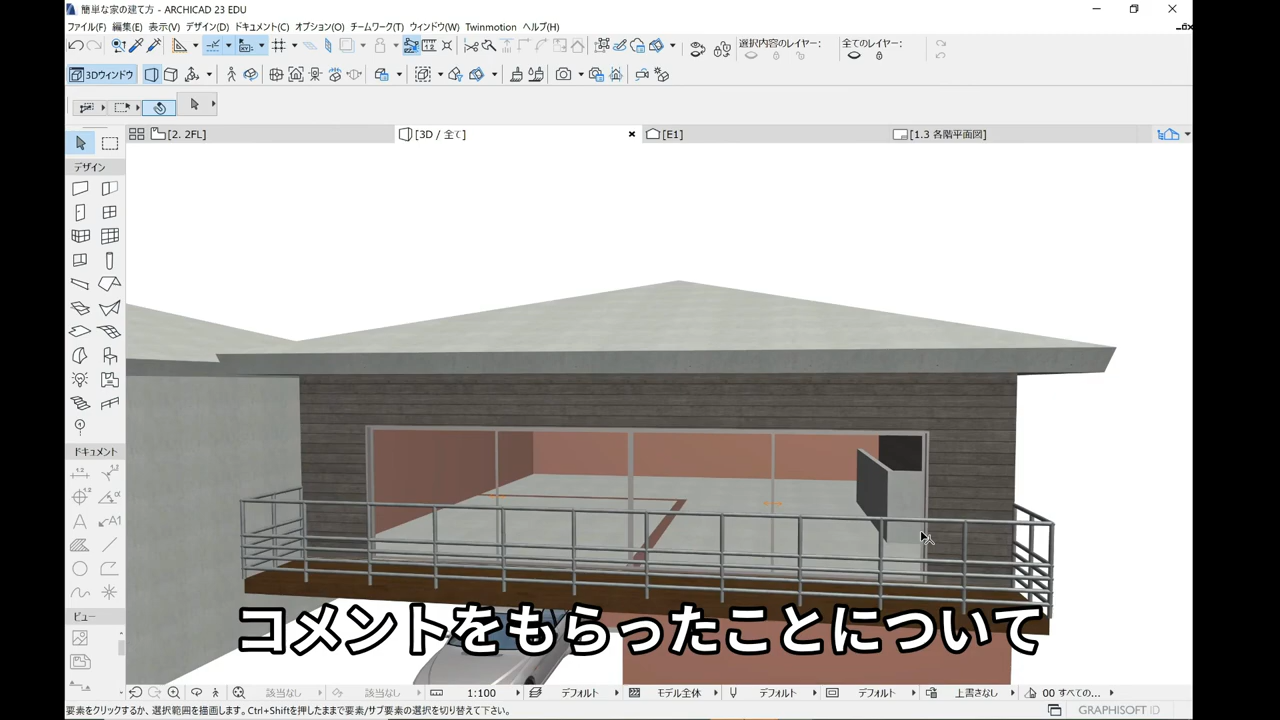 簡単な家の建て方 - ARCHICAD 23 EDU
ファイル(F) 編集(E) 表示(V) デザイン(D) ドキュメント(C) オプション(O) チームワーク(T) ウィンドウ(W) Twinmotion ヘルプ(H)
選択内容のレイヤー: 全てのレイヤー:
3Dウィンドウ
[2. 2FL] [3D / 全て] [E1] [1.3 各階平面図]
デザイン
ドキュメント
A A1
ビュー
コメントをもらったことについて
該当なし 該当なし 1:100 デフォルト モデル全体 デフォルト デフォルト 上書きなし 00 すべての...
要素をクリックするか、選択範囲を描画します。Ctrl+Shiftを押したままで要素/サブ要素の選択を切り替えて下さい。
GRAPHISOFT ID